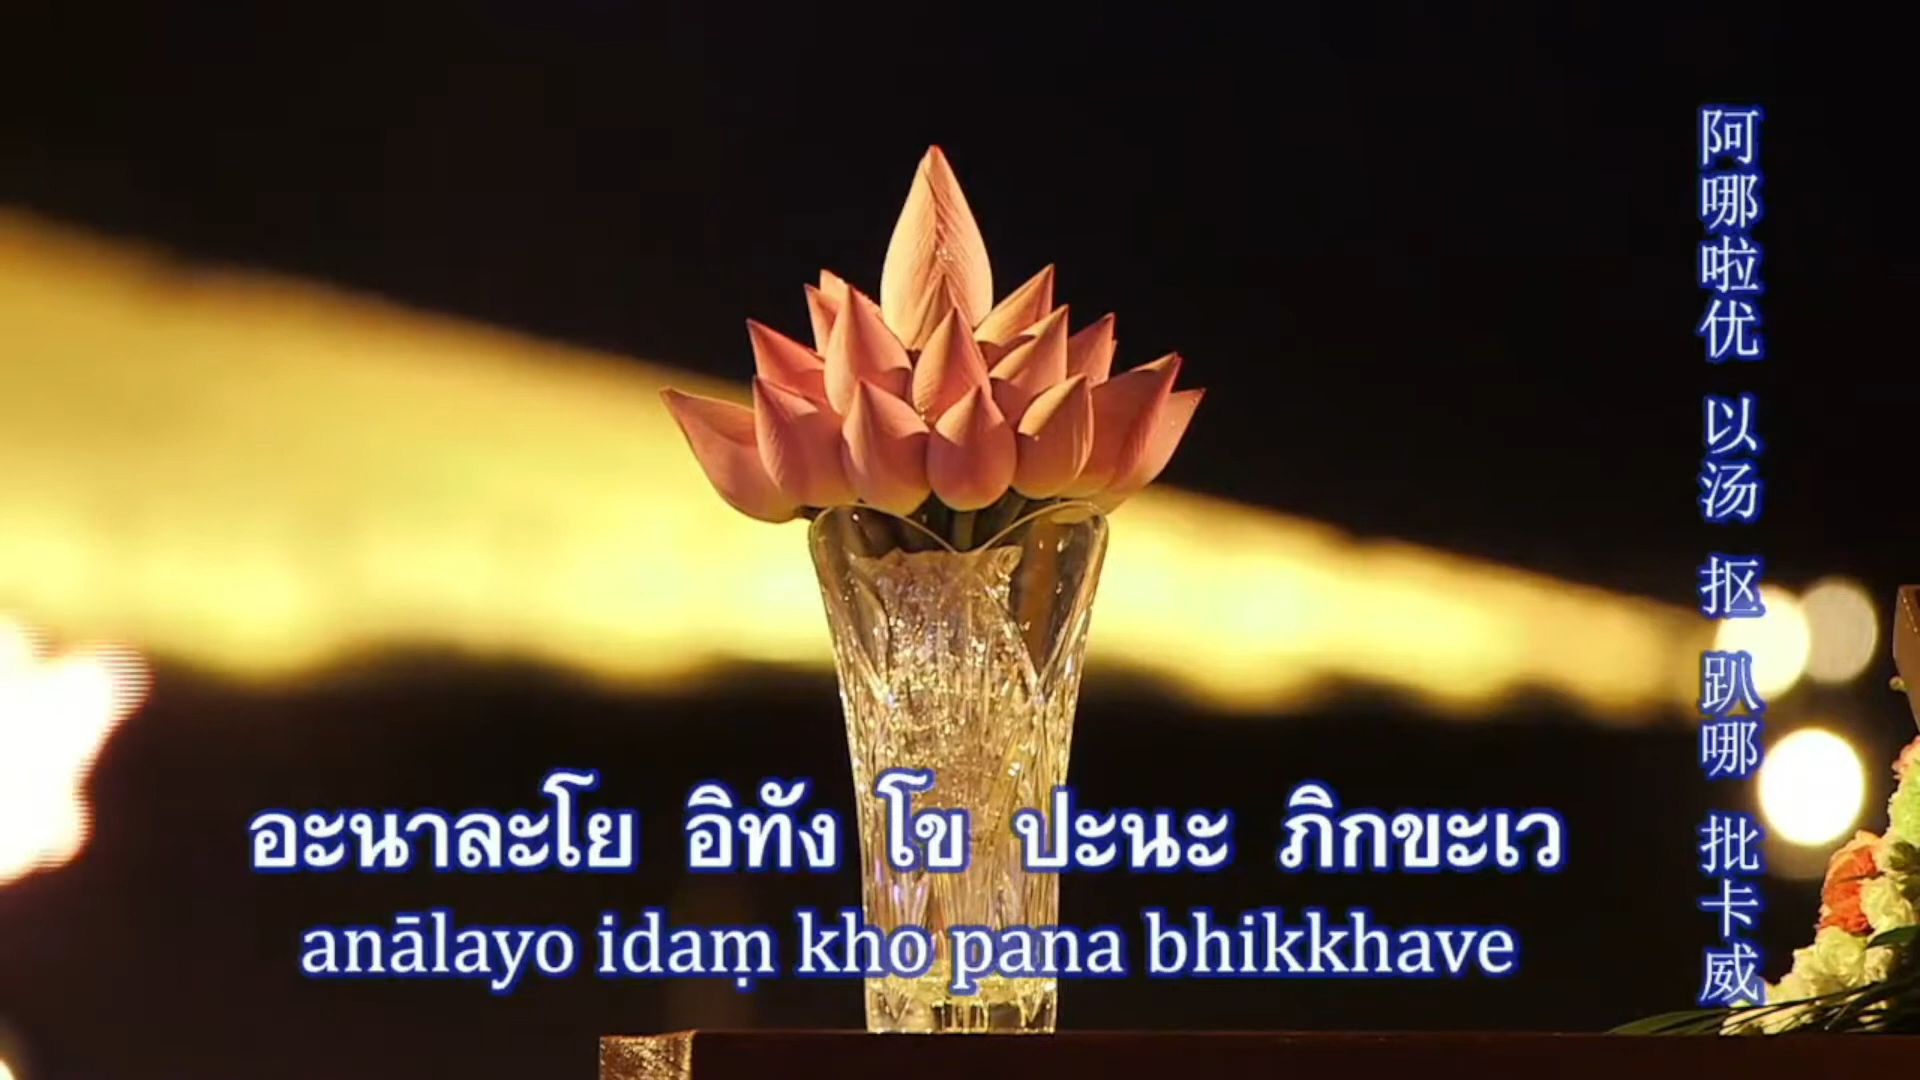 อะนาละโย อิทัง โข ปะนะ ภิกขะเว
anālayo idaṃ kho pana bhikkhave
阿哪啦优 以汤 抠 趴哪 批卡威